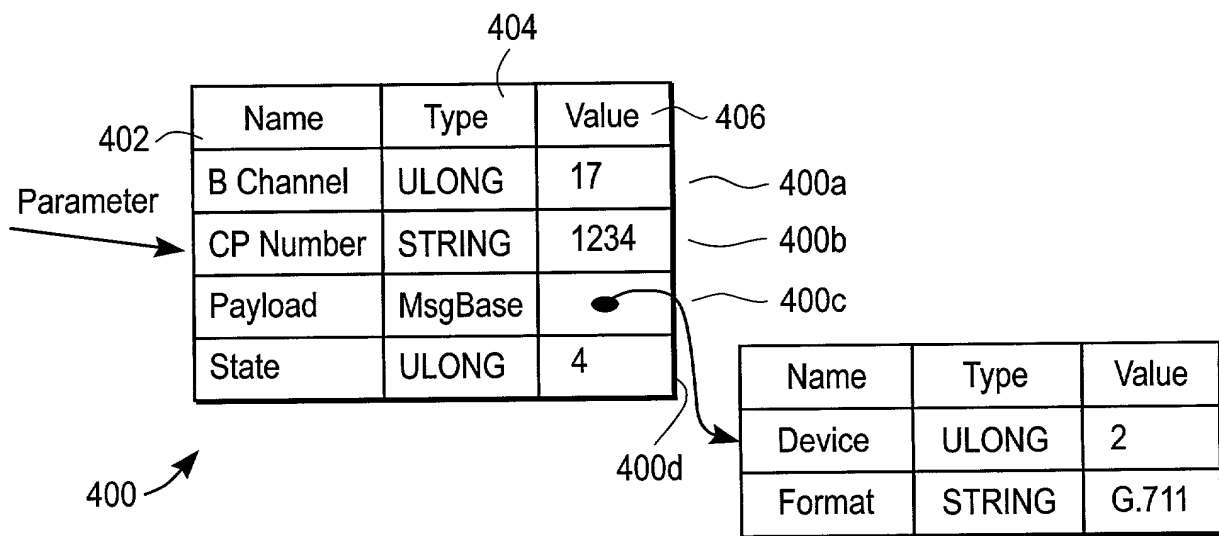 404
Name Type Value
402
406
B Channel ULONG 17
400a
Parameter
CP Number STRING 1234
400b
Payload MsgBase
400c
State ULONG 4
400d
400
Name Type Value
Device ULONG 2
Format STRING G.711